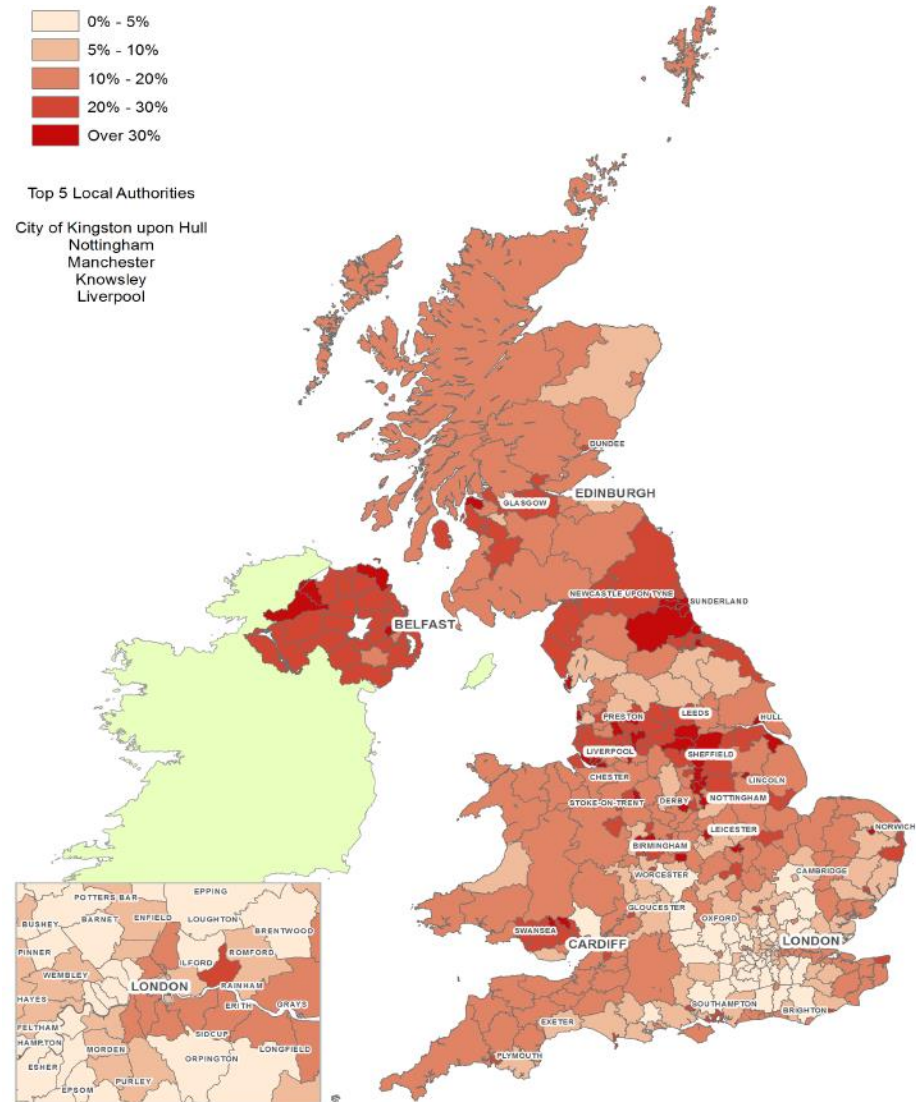 0% - 5%
5% - 10%
10% - 20%
20% - 30%
Over 30%
Top 5 Local Authorities
City of Kingston upon Hull
Nottingham
Manchester
Knowsley
Liverpool
DUNDEE
EDINBURGH
GLASGOW
NEWCASTLE UPON TYNE
SUNDERLAND
BELFAST
PRESTON
LEEDS
HULL
LIVERPOOL
SHEFFIELD
CHESTER
LINCOLN
STOKE-ON-TRENT
DERBY
NOTTINGHAM
LEICESTER
NORWICH
BIRMINGHAM
WORCESTER
CAMBRIDGE
GLOUCESTER
OXFORD
SWANSEA
CARDIFF
LONDON
SOUTHAMPTON
BRIGHTON
EXETER
PLYMOUTH
EPPING
POTTERS BAR
BUSHEY
BARNET
ENFIELD
LOUGHTON
BRENTWOOD
PINNER
ILFORD
ROMFORD
WEMBLEY
LONDON
RAINHAM
HAYES
ERITH
GRAYS
FELTHAM
HAMPTON
SIDCUP
MORDEN
LONGFIELD
ESHER
ORPINGTON
PURLEY
EPSOM